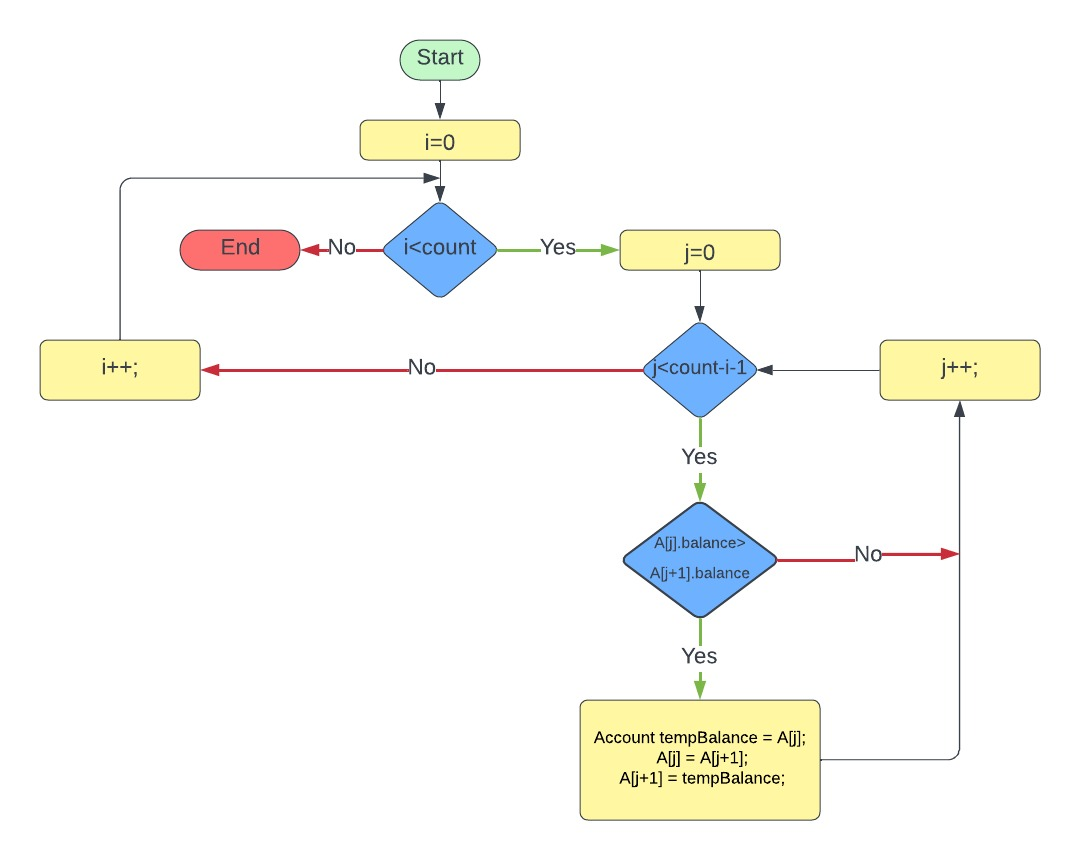 Start
i=0
i<count
No
End
Yes
j=0
j<count-i-1
No
i++;
j++;
Yes
A[j].balance>
A[j+1].balance
No
Yes
Account tempBalance = A[j];
A[j] = A[j+1];
A[j+1] = tempBalance;